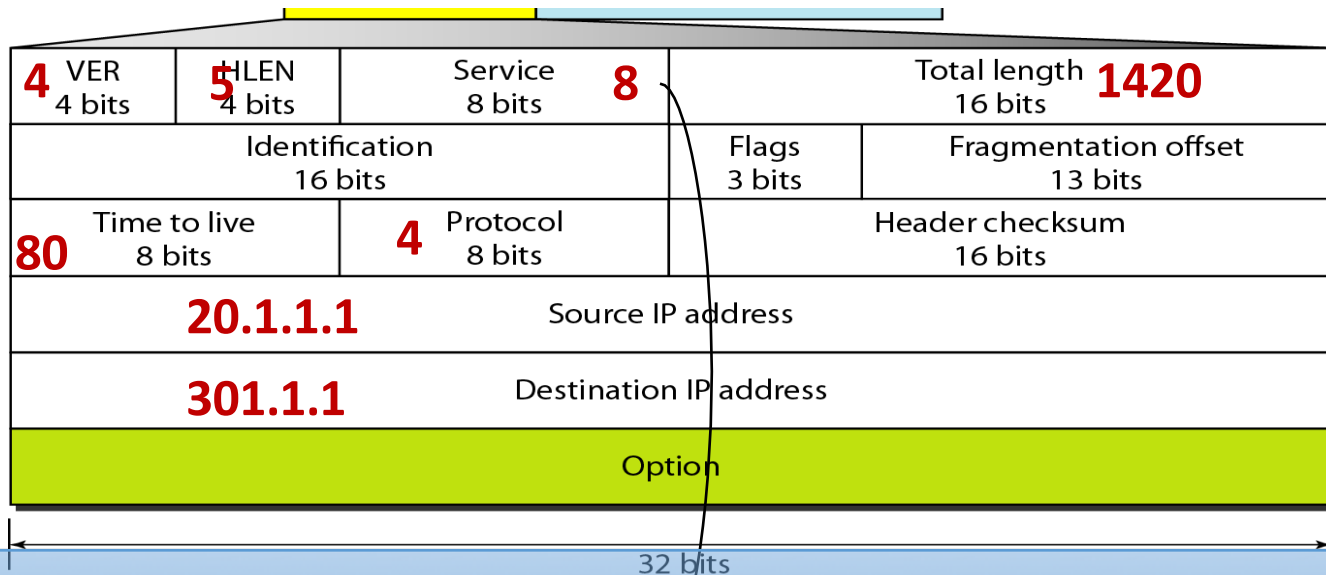 4 VER
4 bits
5 HLEN
4 bits
Service
8 bits
8
Total length 1420
16 bits
Identification
16 bits
Flags
3 bits
Fragmentation offset
13 bits
80 Time to live
8 bits
4 Protocol
8 bits
Header checksum
16 bits
20.1.1.1 Source IP address
301.1.1 Destination IP address
Option
32 bits